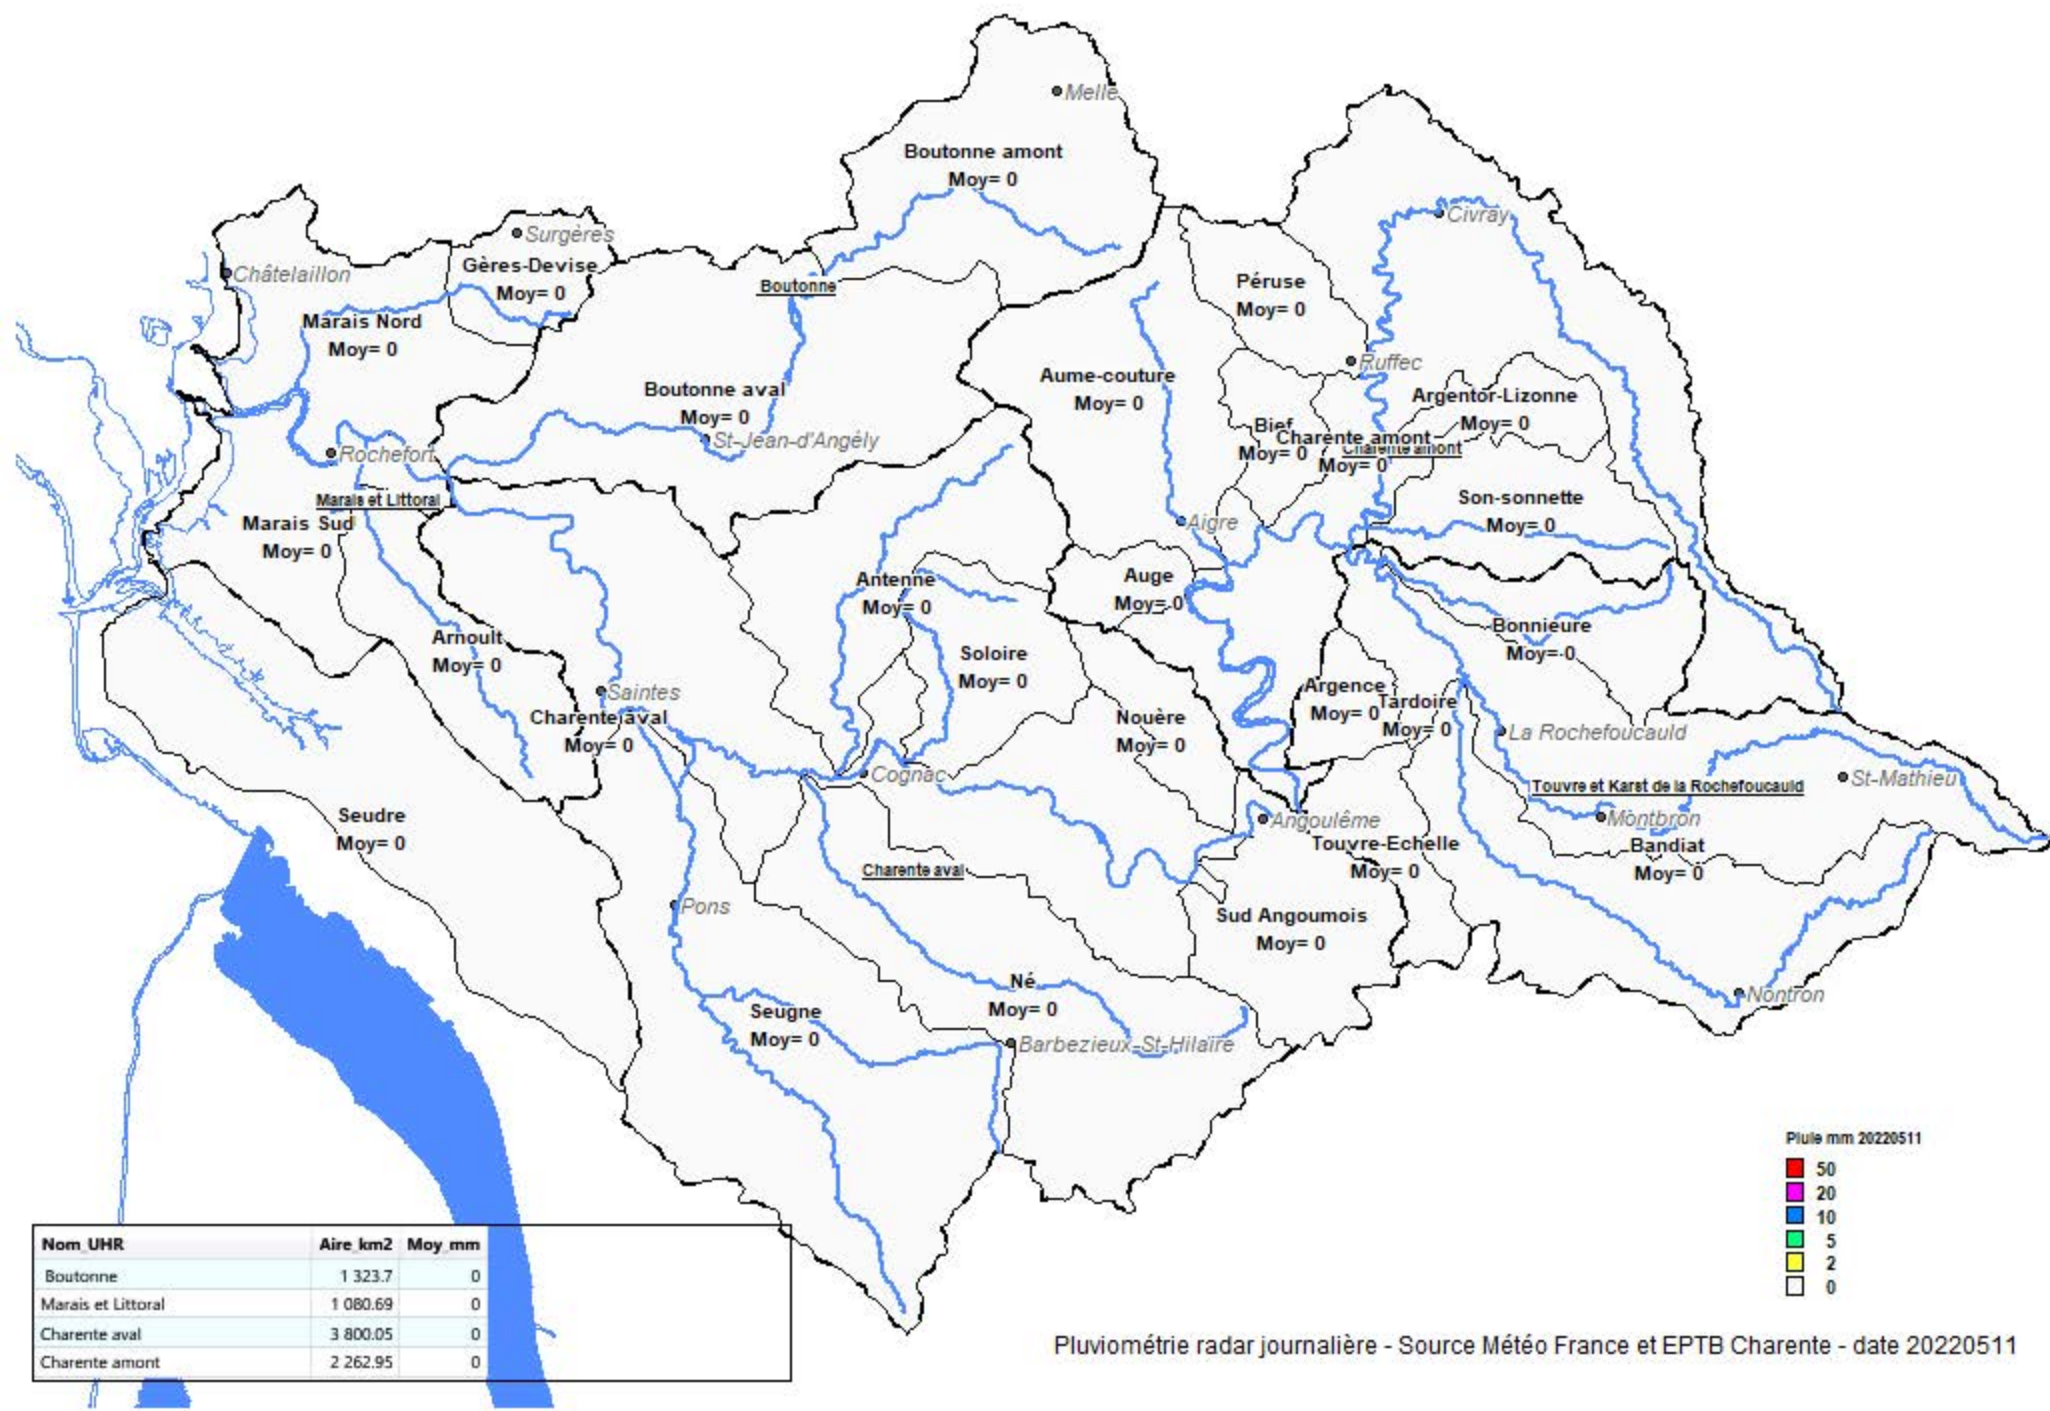 Melle
Boutonne amont
Moy= 0
Civray
Surgères
Châtelaillon
Gères-Devise
Moy= 0
Boutonne
Péruse
Moy= 0
Marais Nord
Moy= 0
Ruffec
Aume-couture
Moy= 0
Boutonne aval
Moy= 0
Argentor-Lizonne
Moy= 0
St-Jean-d'Angély
Bief
Moy= 0
Charente amont
Moy= 0
Charente amont
Rochefort
Marais et Littoral
Son-sonnette
Moy= 0
Marais Sud
Moy= 0
Aigre
Antenne
Moy= 0
Auge
Moy= 0
Bonnieure
Moy= 0
Arnoult
Moy= 0
Soloire
Moy= 0
Saintes
Argence
Moy= 0
Tardoire
Moy= 0
Charente aval
Moy= 0
Nouère
Moy= 0
La Rochefoucauld
Cognac
Touvre et Karst de la Rochefoucauld
St-Mathieu
Seudre
Moy= 0
Angoulême
Montbron
Touvre-Echelle
Moy= 0
Bandiat
Moy= 0
Charente aval
Pons
Sud Angoumois
Moy= 0
Né
Moy= 0
Nontron
Seugne
Moy= 0
Barbezieux-St-Hilaire
Pluie mm 20220511
50
20
10
5
2
0
Nom_UHR Aire_km2 Moy_mm
Boutonne 1 323.7 0
Marais et Littoral 1 080.69 0
Charente aval 3 800.05 0
Charente amont 2 262.95 0
Pluviométrie radar journalière - Source Météo France et EPTB Charente - date 20220511